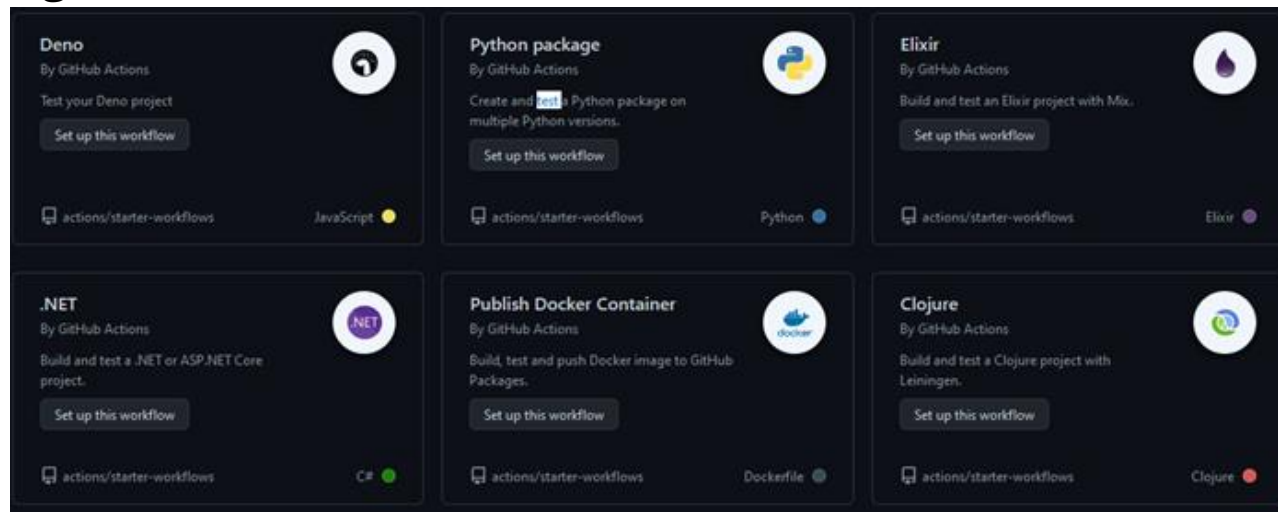 Deno
By GitHub Actions
Test your Deno project
Set up this workflow
actions/starter-workflows
JavaScript
Python package
By GitHub Actions
Create and test a Python package on
multiple Python versions.
Set up this workflow
actions/starter-workflows
Python
Elixir
By GitHub Actions
Build and test an Elixir project with Mix.
Set up this workflow
actions/starter-workflows
Elixir
.NET
By GitHub Actions
Build and test a .NET or ASP.NET Core
project.
Set up this workflow
actions/starter-workflows
C#
.NET
Publish Docker Container
By GitHub Actions
Build, test and push Docker image to GitHub
Packages.
Set up this workflow
actions/starter-workflows
Dockerfile
docker
Clojure
By GitHub Actions
Build and test a Clojure project with
Leiningen.
Set up this workflow
actions/starter-workflows
Clojure